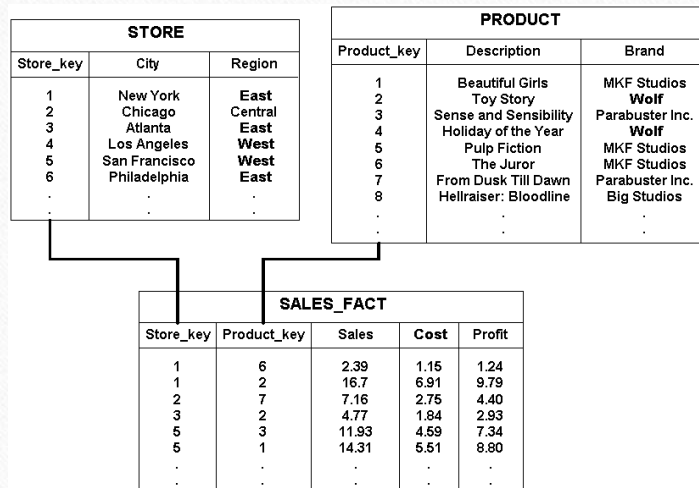 STORE
Store_key City Region
1 New York East
2 Chicago Central
3 Atlanta East
4 Los Angeles West
5 San Francisco West
6 Philadelphia East
. . .
. . .
PRODUCT
Product_key Description Brand
1 Beautiful Girls MKF Studios
2 Toy Story Wolf
3 Sense and Sensibility Parabuster Inc.
4 Holiday of the Year Wolf
5 Pulp Fiction MKF Studios
6 The Juror MKF Studios
7 From Dusk Till Dawn Parabuster Inc.
8 Hellraiser: Bloodline Big Studios
. . .
. . .
SALES_FACT
Store_key Product_key Sales Cost Profit
1 6 2.39 1.15 1.24
1 2 16.7 6.91 9.79
2 7 7.16 2.75 4.40
3 2 4.77 1.84 2.93
5 3 11.93 4.59 7.34
5 1 14.31 5.51 8.80
. . . . .
. . . . .